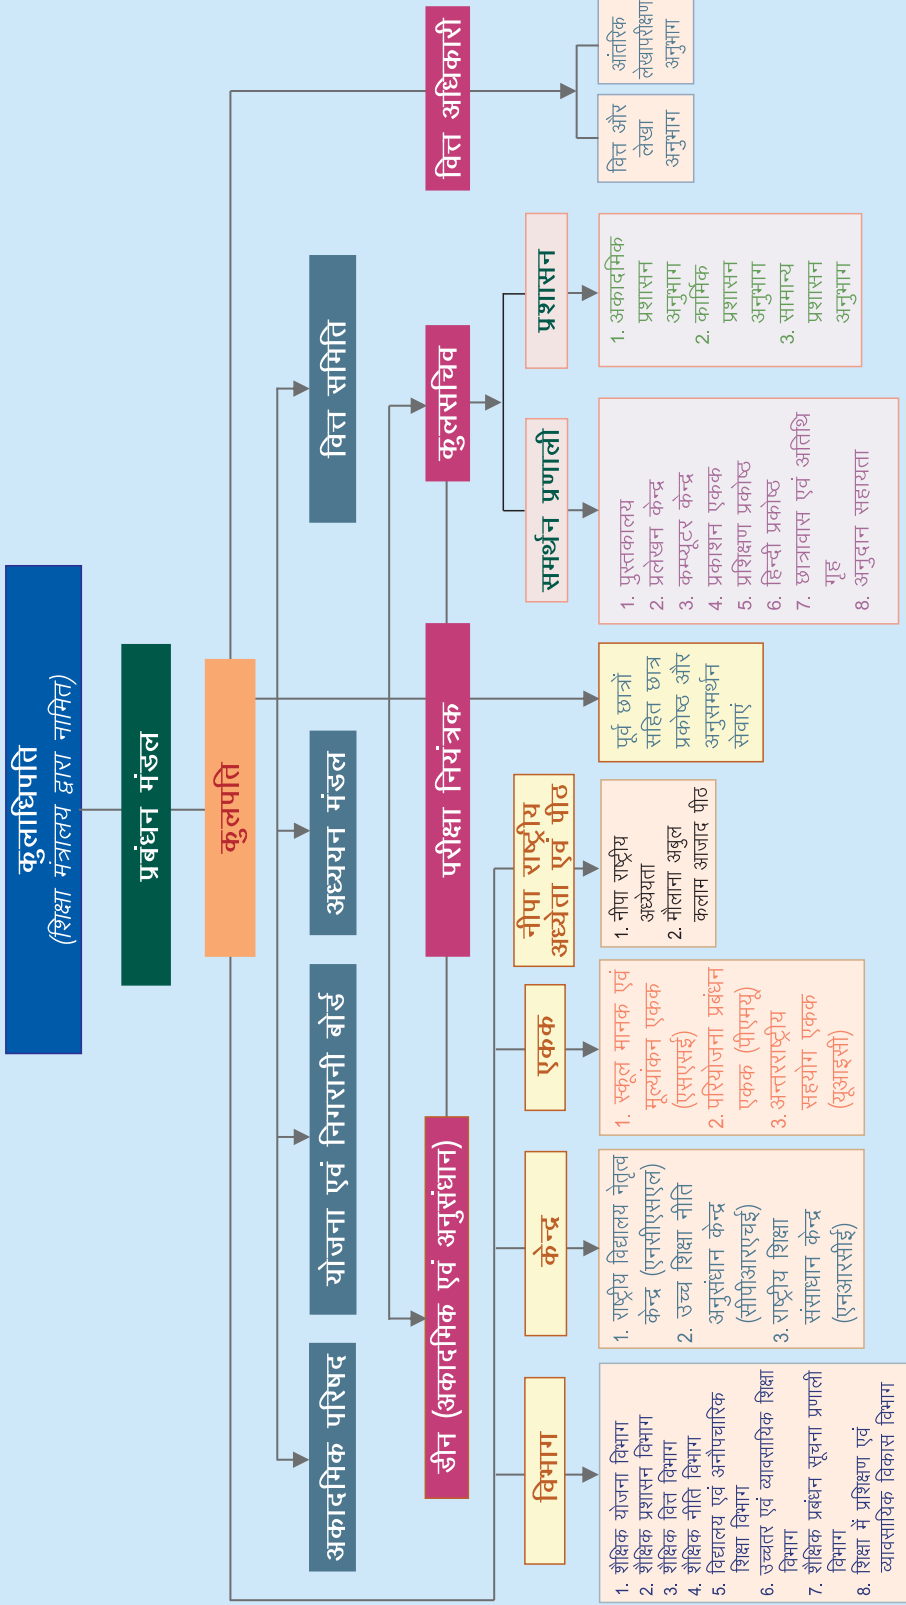 कुलाधिपति
(शिक्षा मंत्रालय द्वारा नामित)
प्रबंधन मंडल
कुलपति
अकादमिक परिषद
योजना एवं निगरानी बोर्ड
अध्ययन मंडल
वित्त समिति
डीन (अकादमिक एवं अनुसंधान)
परीक्षा नियंत्रक
कुलसचिव
वित्त अधिकारी
विभाग
1. शैक्षिक योजना विभाग
2. शैक्षिक प्रशासन विभाग
3. शैक्षिक वित्त विभाग
4. शैक्षिक नीति विभाग
5. विद्यालय एवं अनौपचारिक
शिक्षा विभाग
6. उच्चतर एवं व्यावसायिक शिक्षा
विभाग
7. शैक्षिक प्रबंधन सूचना प्रणाली
विभाग
8. शिक्षा में प्रशिक्षण एवं
व्यावसायिक विकास विभाग
केन्द्र
1. राष्ट्रीय विद्यालय नेतृत्व
केन्द्र (एनसीएसएल)
2. उच्च शिक्षा नीति
अनुसंधान केन्द्र
(सीपीआरएचई)
3. राष्ट्रीय शिक्षा
संसाधान केन्द्र
(एनआरसीई)
एकक
1. स्कूल मानक एवं
मूल्यांकन एकक
(एसएसई)
2. परियोजना प्रबंधन
एकक (पीएमयू)
3. अन्तरराष्ट्रीय
सहयोग एकक
(यूआइसी)
नीपा राष्ट्रीय
अध्येता एवं पीठ
1. नीपा राष्ट्रीय
अध्येयता
2. मौलाना अबुल
कलाम आजाद पीठ
पूर्व छात्रों
सहित छात्र
प्रकोष्ठ और
अनुसमर्थन
सेवाएं
समर्थन प्रणाली
1. पुस्तकालय
2. प्रलेखन केन्द्र
3. कम्प्यूटर केन्द्र
4. प्रकाशन एकक
5. प्रशिक्षण प्रकोष्ठ
6. हिन्दी प्रकोष्ठ
7. छात्रावास एवं अतिथि
गृह
8. अनुदान सहायता
प्रशासन
1. अकादमिक
प्रशासन
अनुभाग
2. कार्मिक
प्रशासन
अनुभाग
3. सामान्य
प्रशासन
अनुभाग
वित्त और
लेखा
अनुभाग
आंतरिक
लेखापरीक्षण
अनुभाग